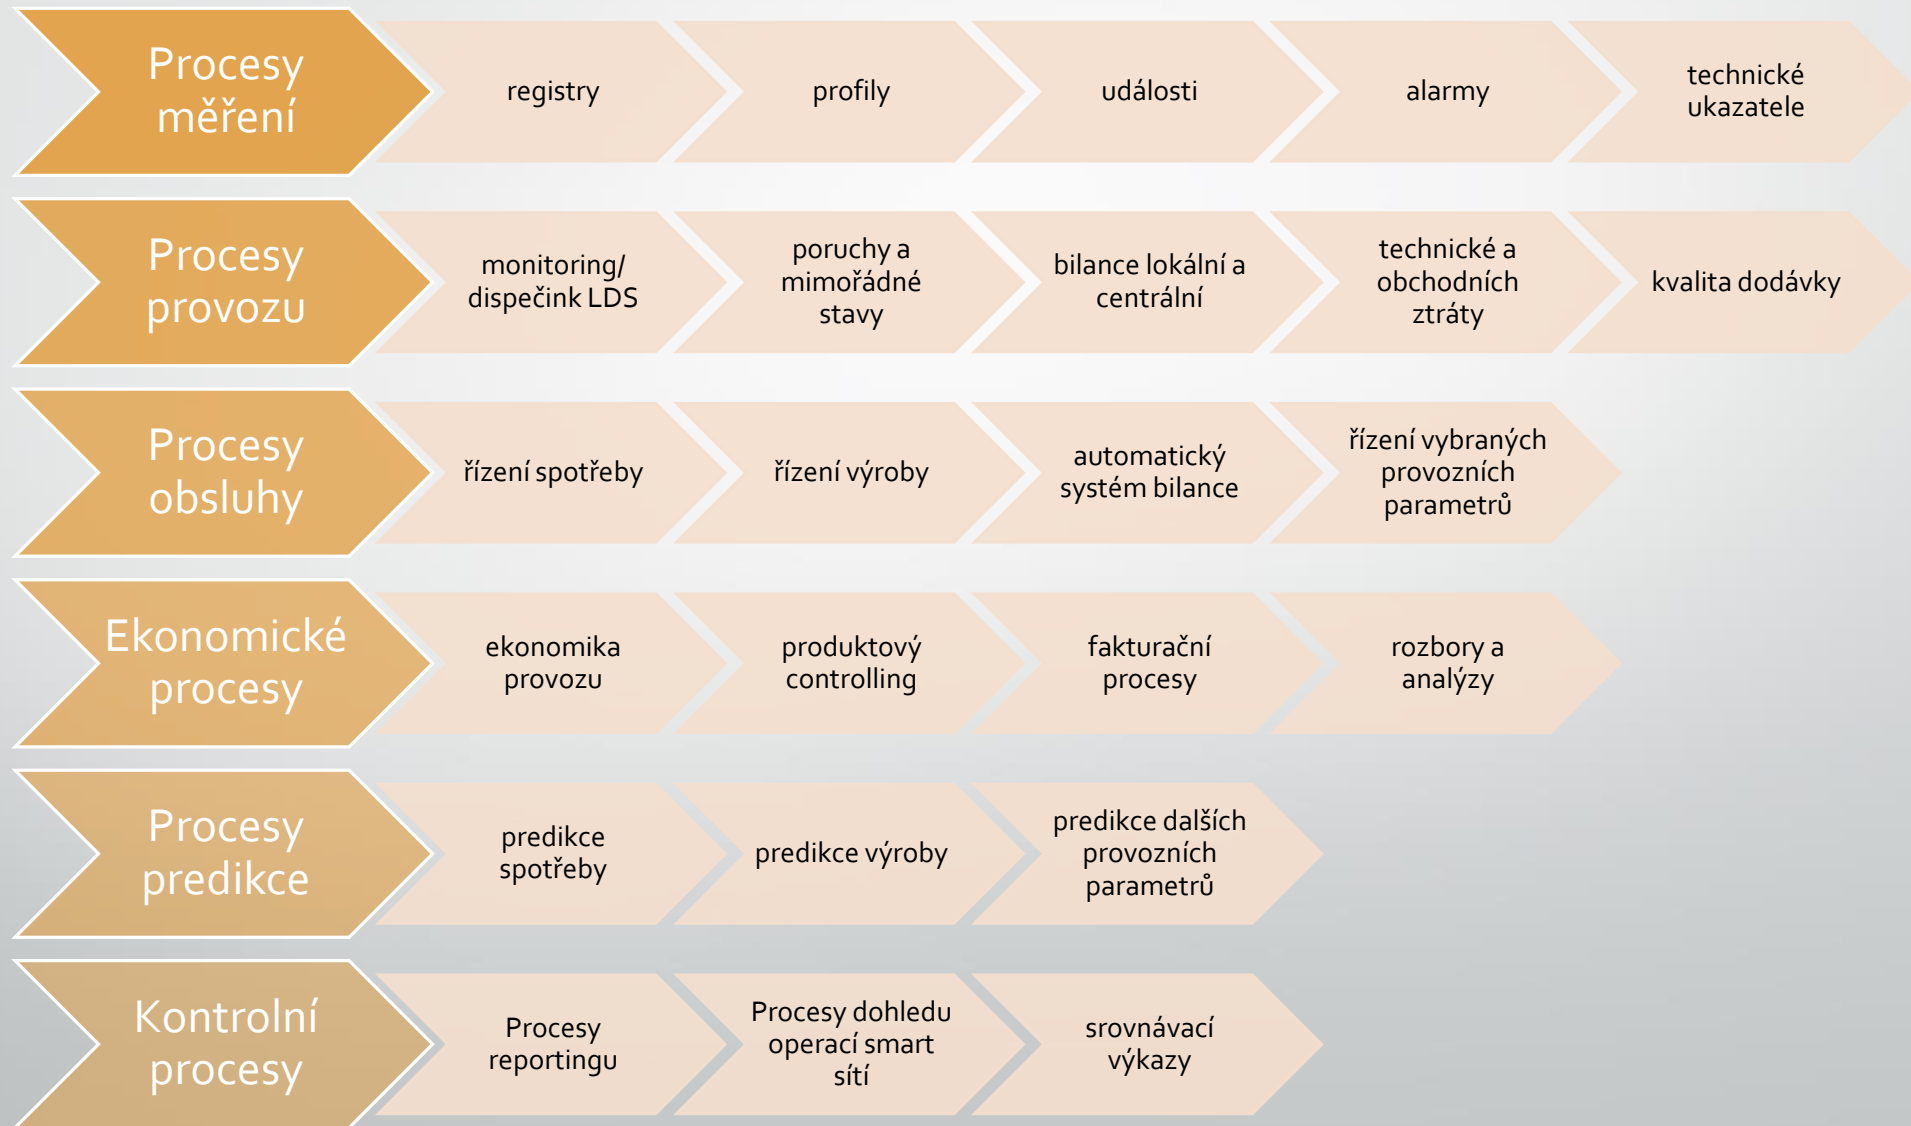 Procesy
měření
registry
profily
události
alarmy
technické
ukazatele
Procesy
provozu
monitoring/
dispečink LDS
poruchy a
mimořádné
stavy
bilance lokální a
centrální
technické a
obchodních
ztráty
kvalita dodávky
Procesy
obsluhy
řízení spotřeby
řízení výroby
automatický
systém bilance
řízení vybraných
provozních
parametrů
Ekonomické
procesy
ekonomika
provozu
produktový
controlling
fakturační
procesy
rozbory a
analýzy
Procesy
predikce
predikce
spotřeby
predikce výroby
predikce dalších
provozních
parametrů
Kontrolní
procesy
Procesy
reportingu
Procesy dohledu
operací smart
sítí
srovnávací
výkazy